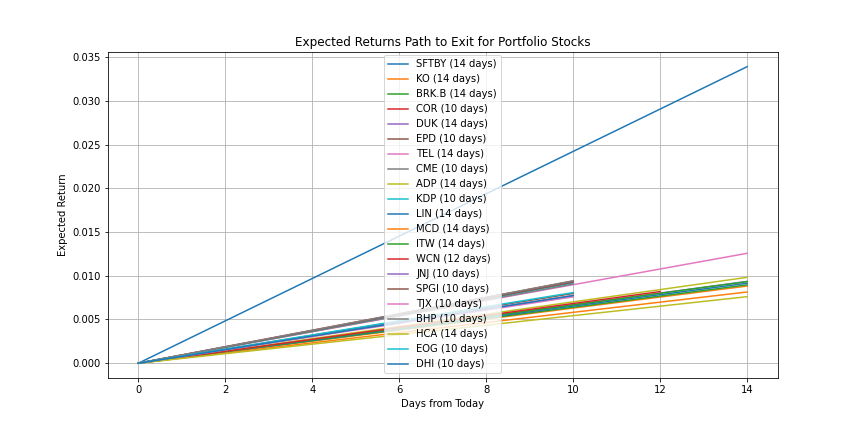 Expected Returns Path to Exit for Portfolio Stocks
Expected Return
0.035
0.030
0.025
0.020
0.015
0.010
0.005
0.000
SFTBY (14 days)
KO (14 days)
BRK.B (14 days)
COR (10 days)
DUK (14 days)
EPD (10 days)
TEL (14 days)
CME (10 days)
ADP (14 days)
KDP (10 days)
LIN (14 days)
MCD (14 days)
ITW (14 days)
WCN (12 days)
JNJ (10 days)
SPGI (10 days)
TJX (10 days)
BHP (10 days)
HCA (14 days)
EOG (10 days)
DHI (10 days)
0 2 4 6 8 10 12 14
Days from Today